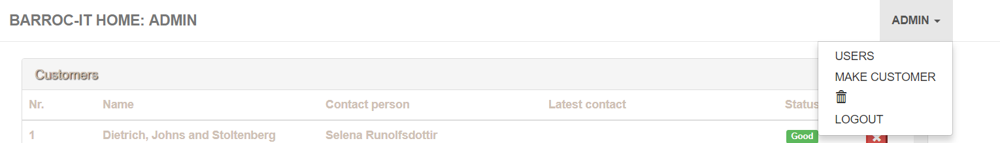 BARROC-IT HOME: ADMIN
ADMIN
USERS
MAKE CUSTOMER
LOGOUT
Customers
Nr. Name Contact person Latest contact Status
1 Dietrich, Johns and Stoltenberg Selena Runolfsdottir Good